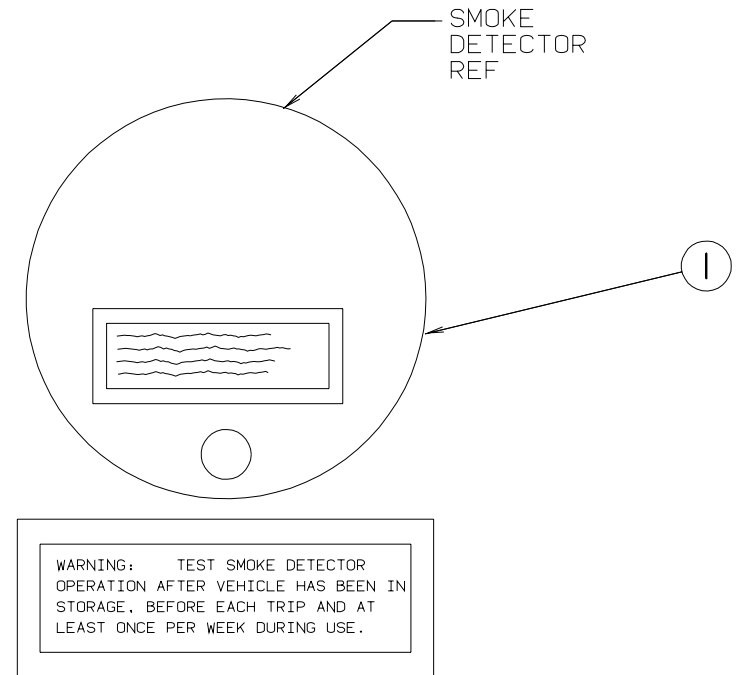 SMOKE
DETECTOR
REF
1
WARNING: TEST SMOKE DETECTOR
OPERATION AFTER VEHICLE HAS BEEN IN
STORAGE, BEFORE EACH TRIP AND AT
LEAST ONCE PER WEEK DURING USE.